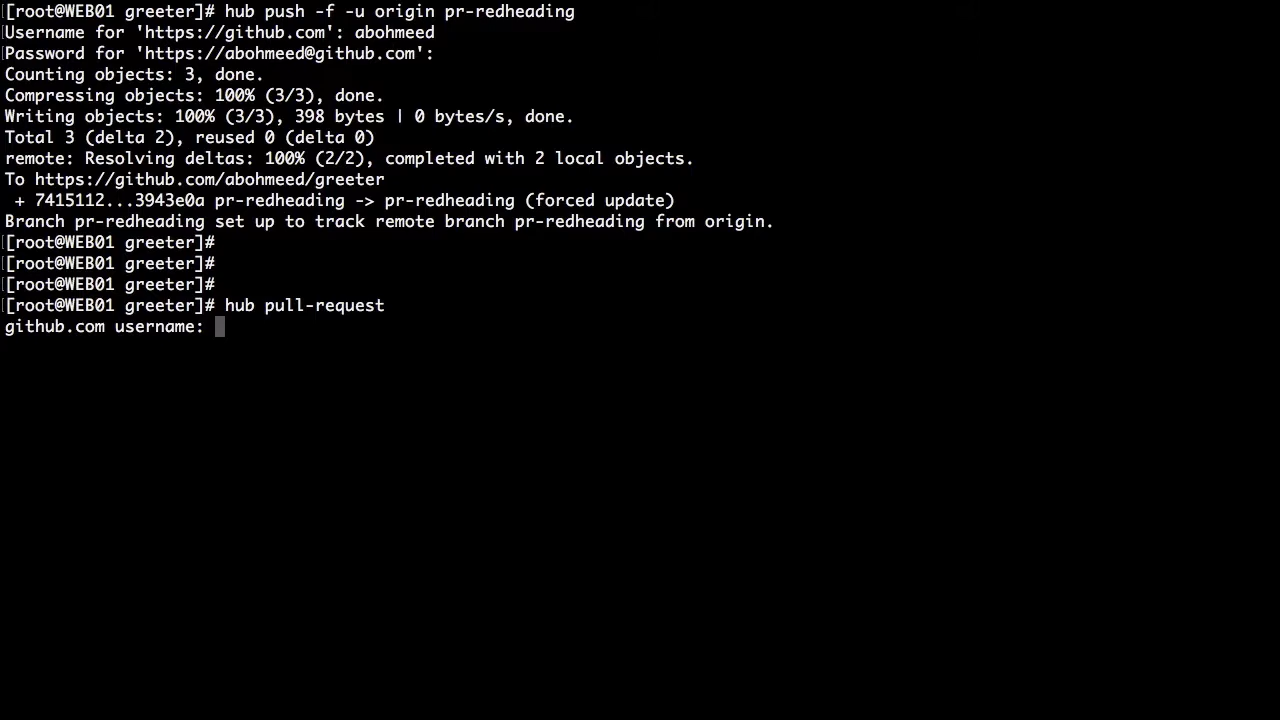 [root@WEB01 greeter]# hub push -f -u origin pr-redheading
Username for 'https://github.com': abohmeed
Password for 'https://abohmeed@github.com':
Counting objects: 3, done.
Compressing objects: 100% (3/3), done.
Writing objects: 100% (3/3), 398 bytes | 0 bytes/s, done.
Total 3 (delta 2), reused 0 (delta 0)
remote: Resolving deltas: 100% (2/2), completed with 2 local objects.
To https://github.com/abohmeed/greeter
 + 7415112...3943e0a pr-redheading -> pr-redheading (forced update)
Branch pr-redheading set up to track remote branch pr-redheading from origin.
[root@WEB01 greeter]#
[root@WEB01 greeter]#
[root@WEB01 greeter]#
[root@WEB01 greeter]# hub pull-request
github.com username: